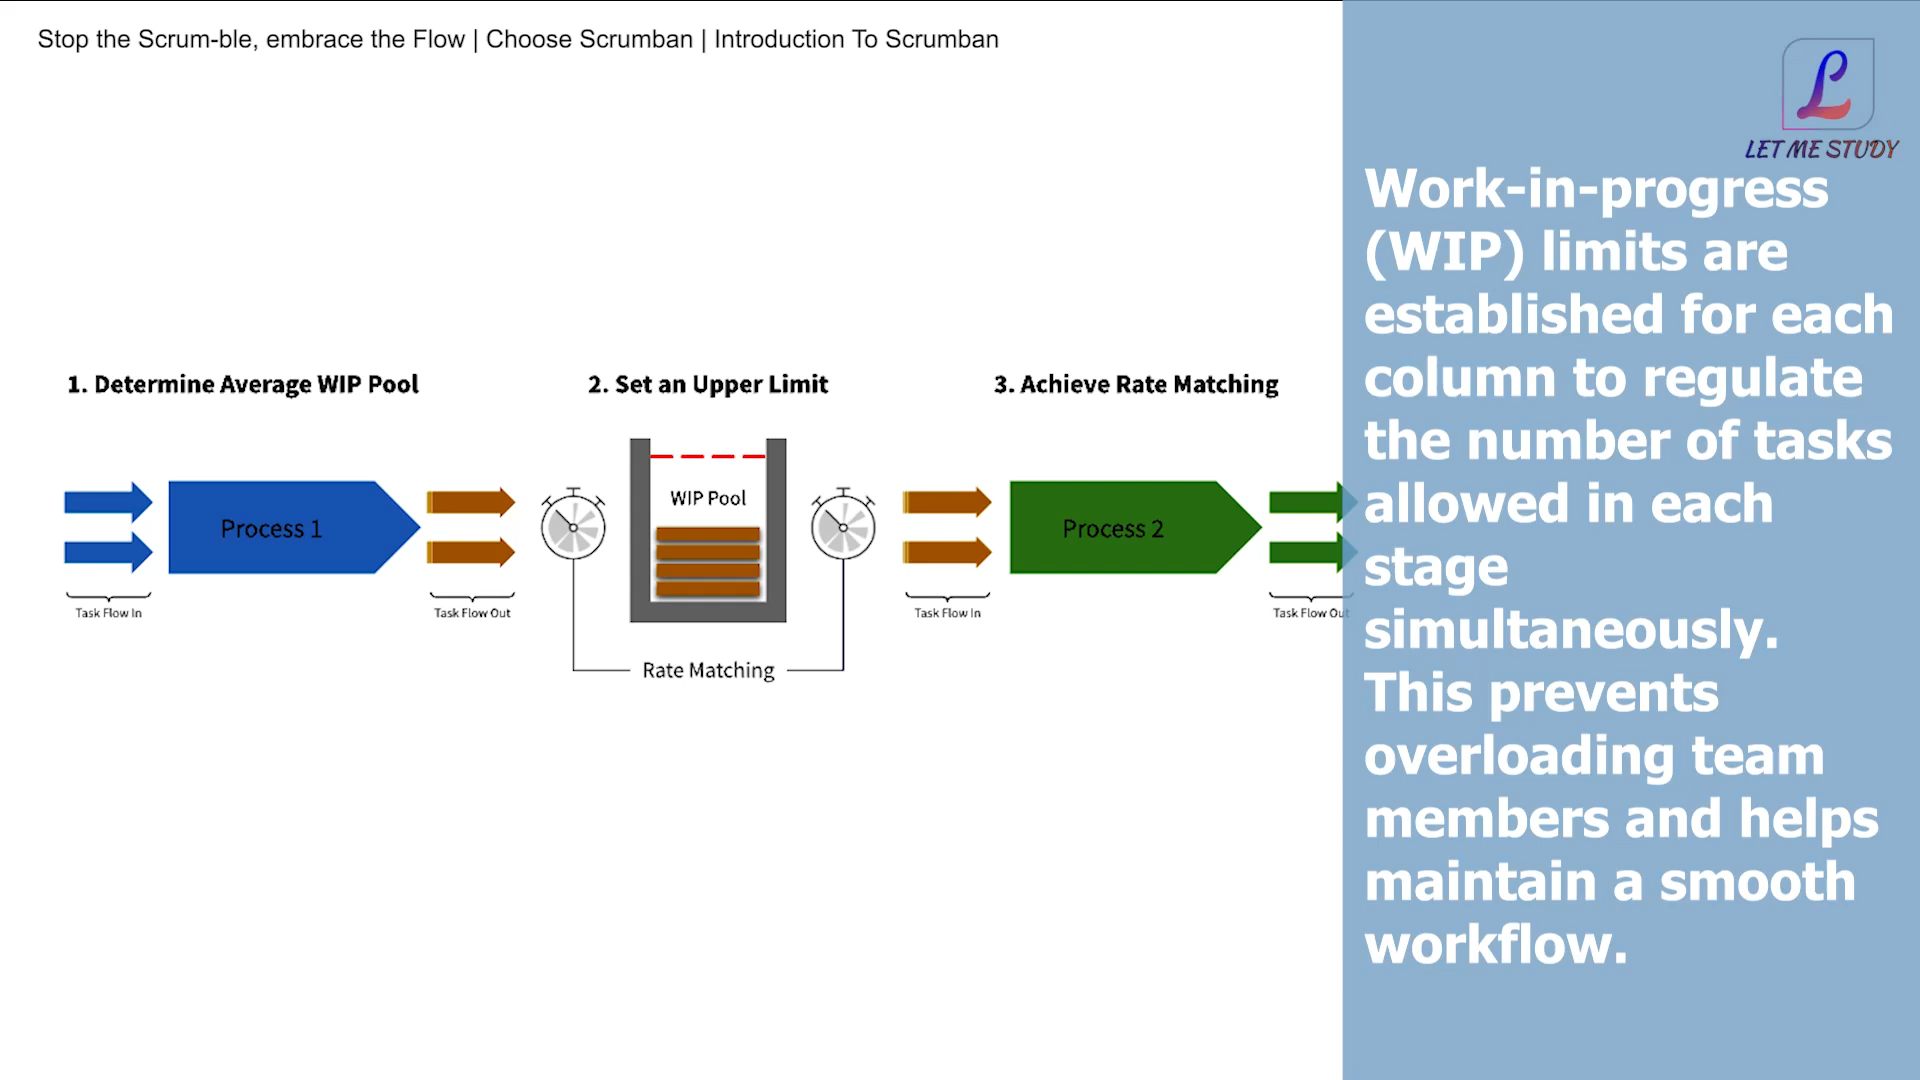 Stop the Scrum-ble, embrace the Flow | Choose Scrumban | Introduction To Scrumban
L
LET ME STUDY
1. Determine Average WIP Pool
2. Set an Upper Limit
3. Achieve Rate Matching
Process 1
WIP Pool
Process 2
Task Flow In
Task Flow Out
Task Flow In
Task Flow Out
Rate Matching
Work-in-progress
(WIP) limits are
established for each
column to regulate
the number of tasks
allowed in each
stage
simultaneously.
This prevents
overloading team
members and helps
maintain a smooth
workflow.